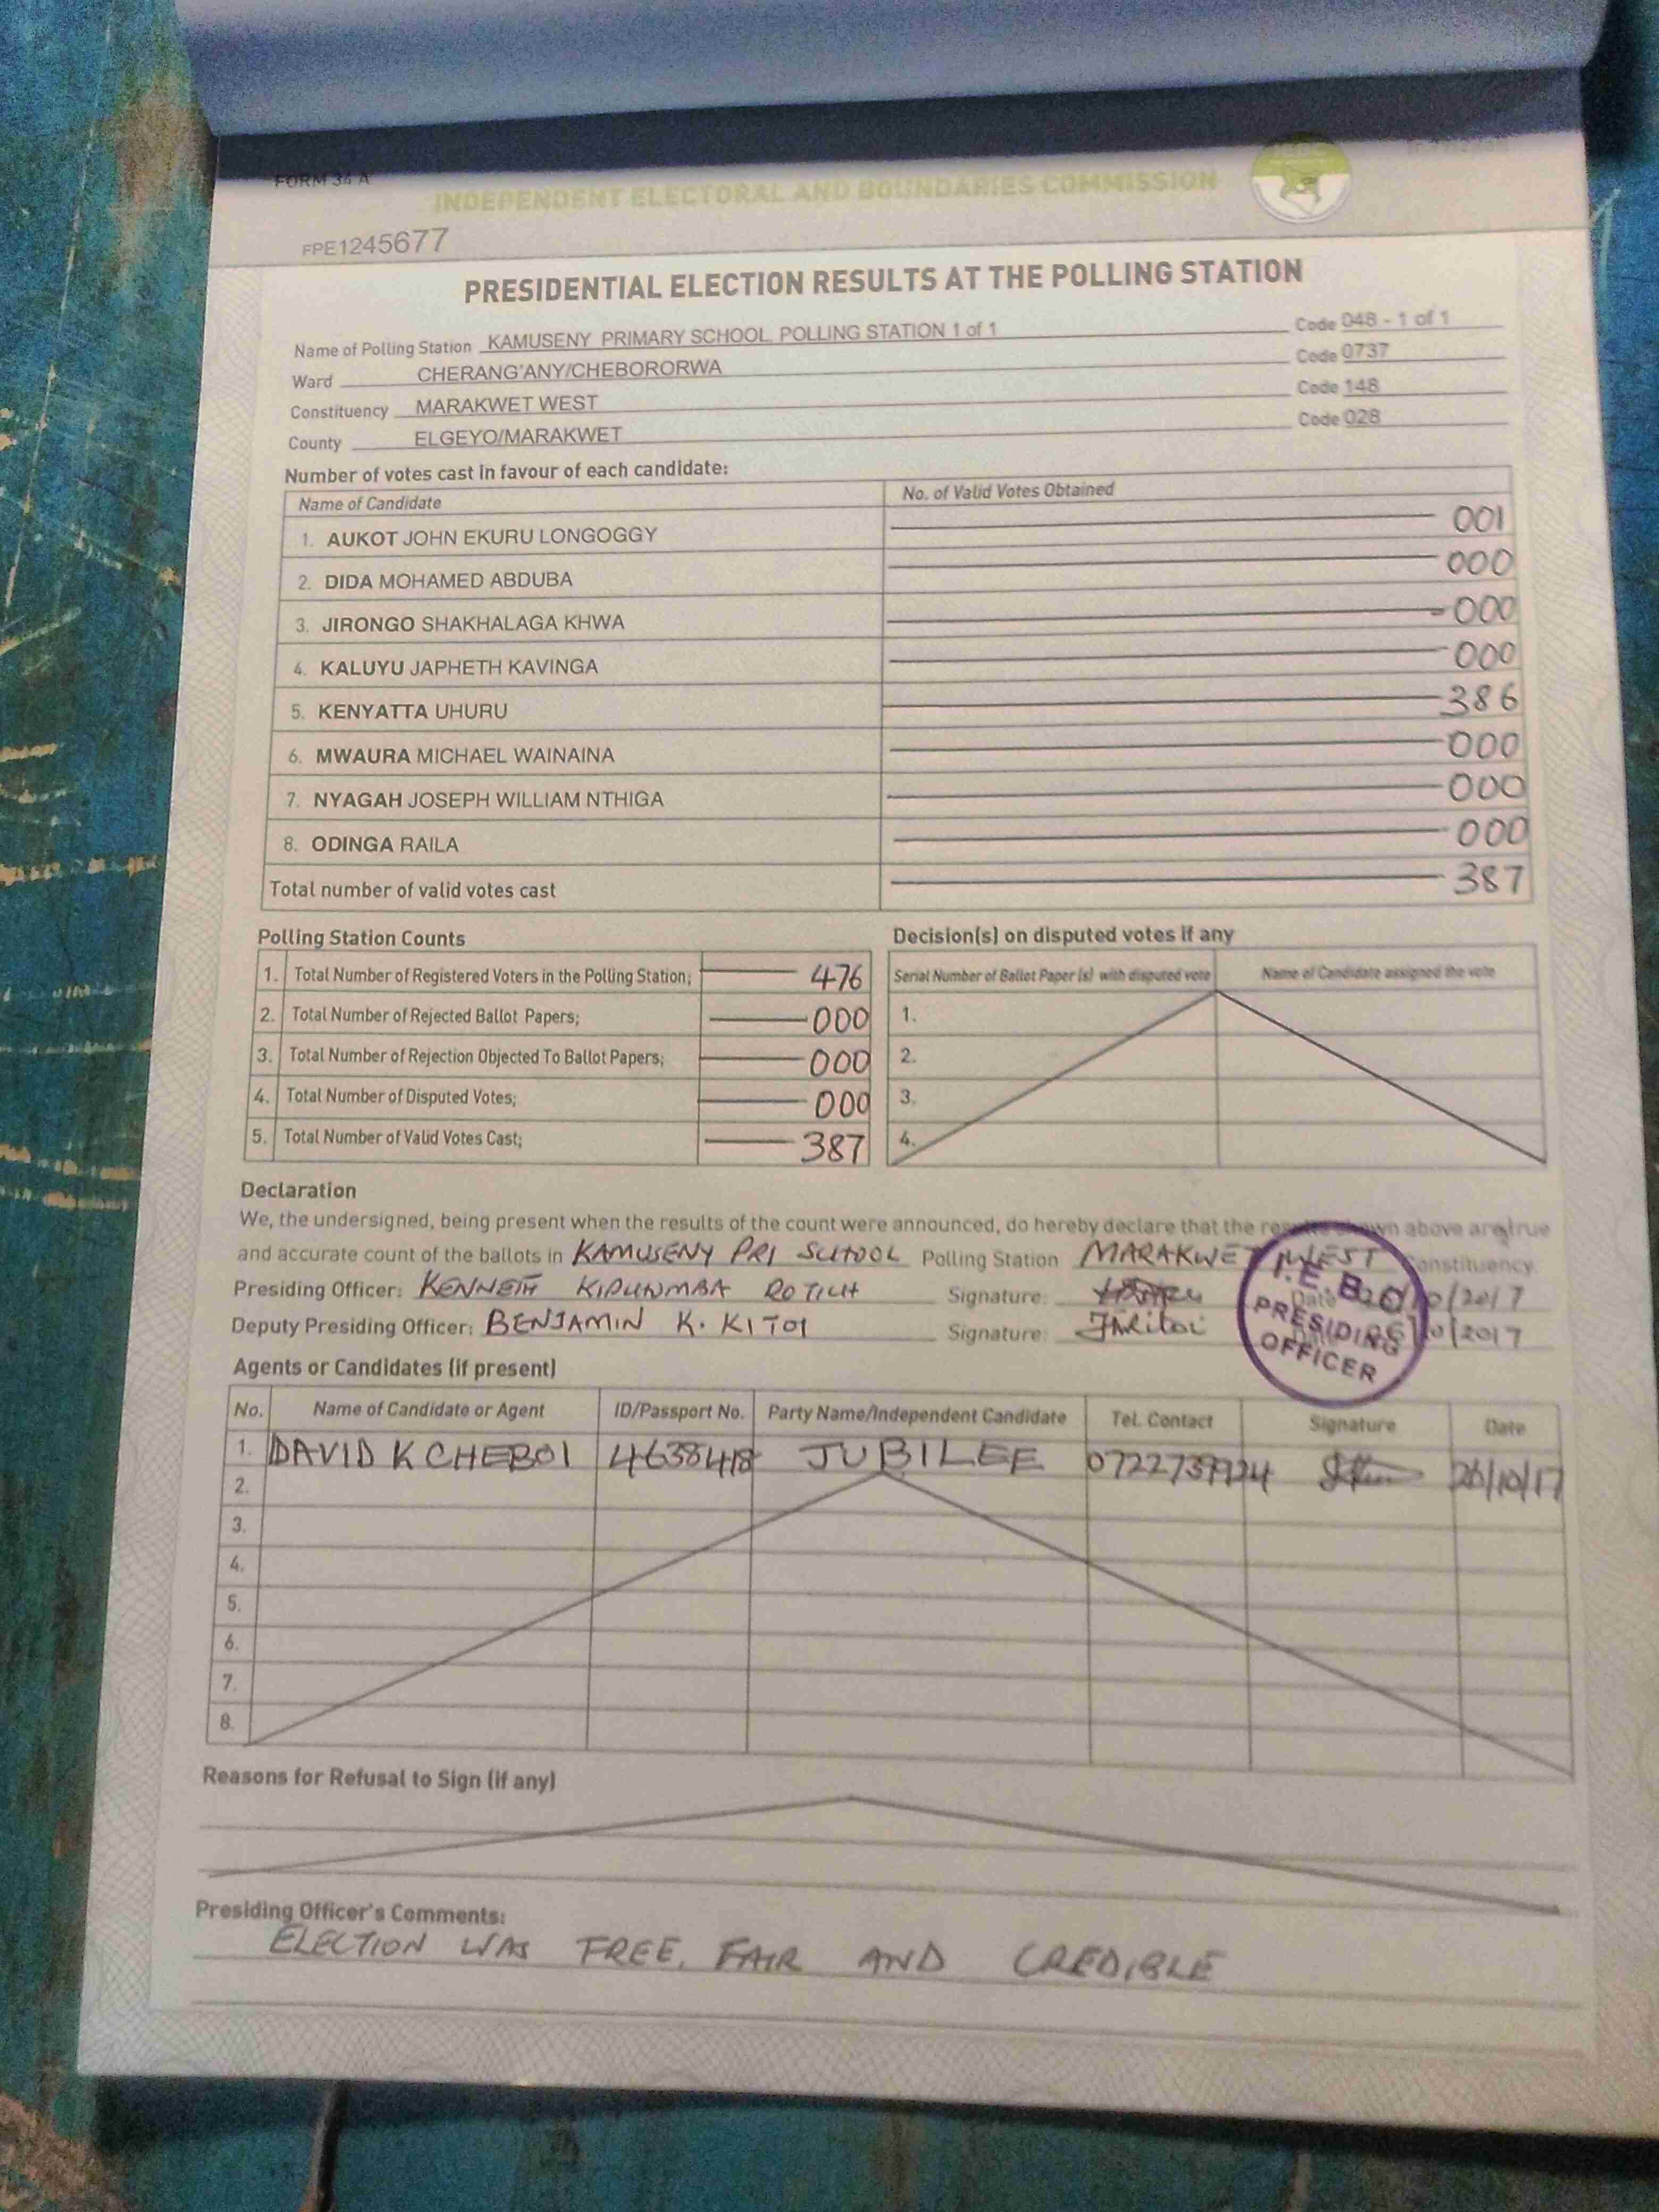 FORM 34 A
INDEPENDENT ELECTORAL AND BOUNDARIES COMMISSION
FPE1245677
PRESIDENTIAL ELECTION RESULTS AT THE POLLING STATION
Name of Polling Station KAMUSENY PRIMARY SCHOOL POLLING STATION 1 of 1 Code 048 - 1 of 1
Ward CHERANG'ANY/CHEBORORWA Code 0737
Constituency MARAKWET WEST Code 148
County ELGEYO/MARAKWET Code 028
Number of votes cast in favour of each candidate:
Name of Candidate No. of Valid Votes Obtained
1. AUKOT JOHN EKURU LONGOGGY 001
2. DIDA MOHAMED ABDUBA 000
3. JIRONGO SHAKHALAGA KHWA 000
4. KALUYU JAPHETH KAVINGA 000
5. KENYATTA UHURU 386
6. MWAURA MICHAEL WAINAINA 000
7. NYAGAH JOSEPH WILLIAM NTHIGA 000
8. ODINGA RAILA 000
Total number of valid votes cast 387
Polling Station Counts
1. Total Number of Registered Voters in the Polling Station; 476
2. Total Number of Rejected Ballot Papers; 000
3. Total Number of Rejection Objected To Ballot Papers; 000
4. Total Number of Disputed Votes; 000
5. Total Number of Valid Votes Cast; 387
Decision(s) on disputed votes if any
Serial Number of Ballot Paper (s) with disputed vote Name of Candidate assigned the vote
1.
2.
3.
4.
Declaration
We, the undersigned, being present when the results of the count were announced, do hereby declare that the results shown above are true
and accurate count of the ballots in KAMUSENY PRI SCHOOL Polling Station MARAKWET WEST Constituency.
Presiding Officer: KENNETH KIPUNMBA ROTICH Signature: Date 26/10/2017
Deputy Presiding Officer: BENJAMIN K. KITOI Signature: Date 26/10/2017
I.E.B.C
PRESIDING
OFFICER
Agents or Candidates (if present)
No. Name of Candidate or Agent ID/Passport No. Party Name/Independent Candidate Tel. Contact Signature Date
1. DAVID K CHEBOI 4638418 JUBILEE 26/10/17
2.
3.
4.
5.
6.
7.
8.
Reasons for Refusal to Sign (if any)
Presiding Officer's Comments:
ELECTION WAS FREE, FAIR AND CREDIBLE